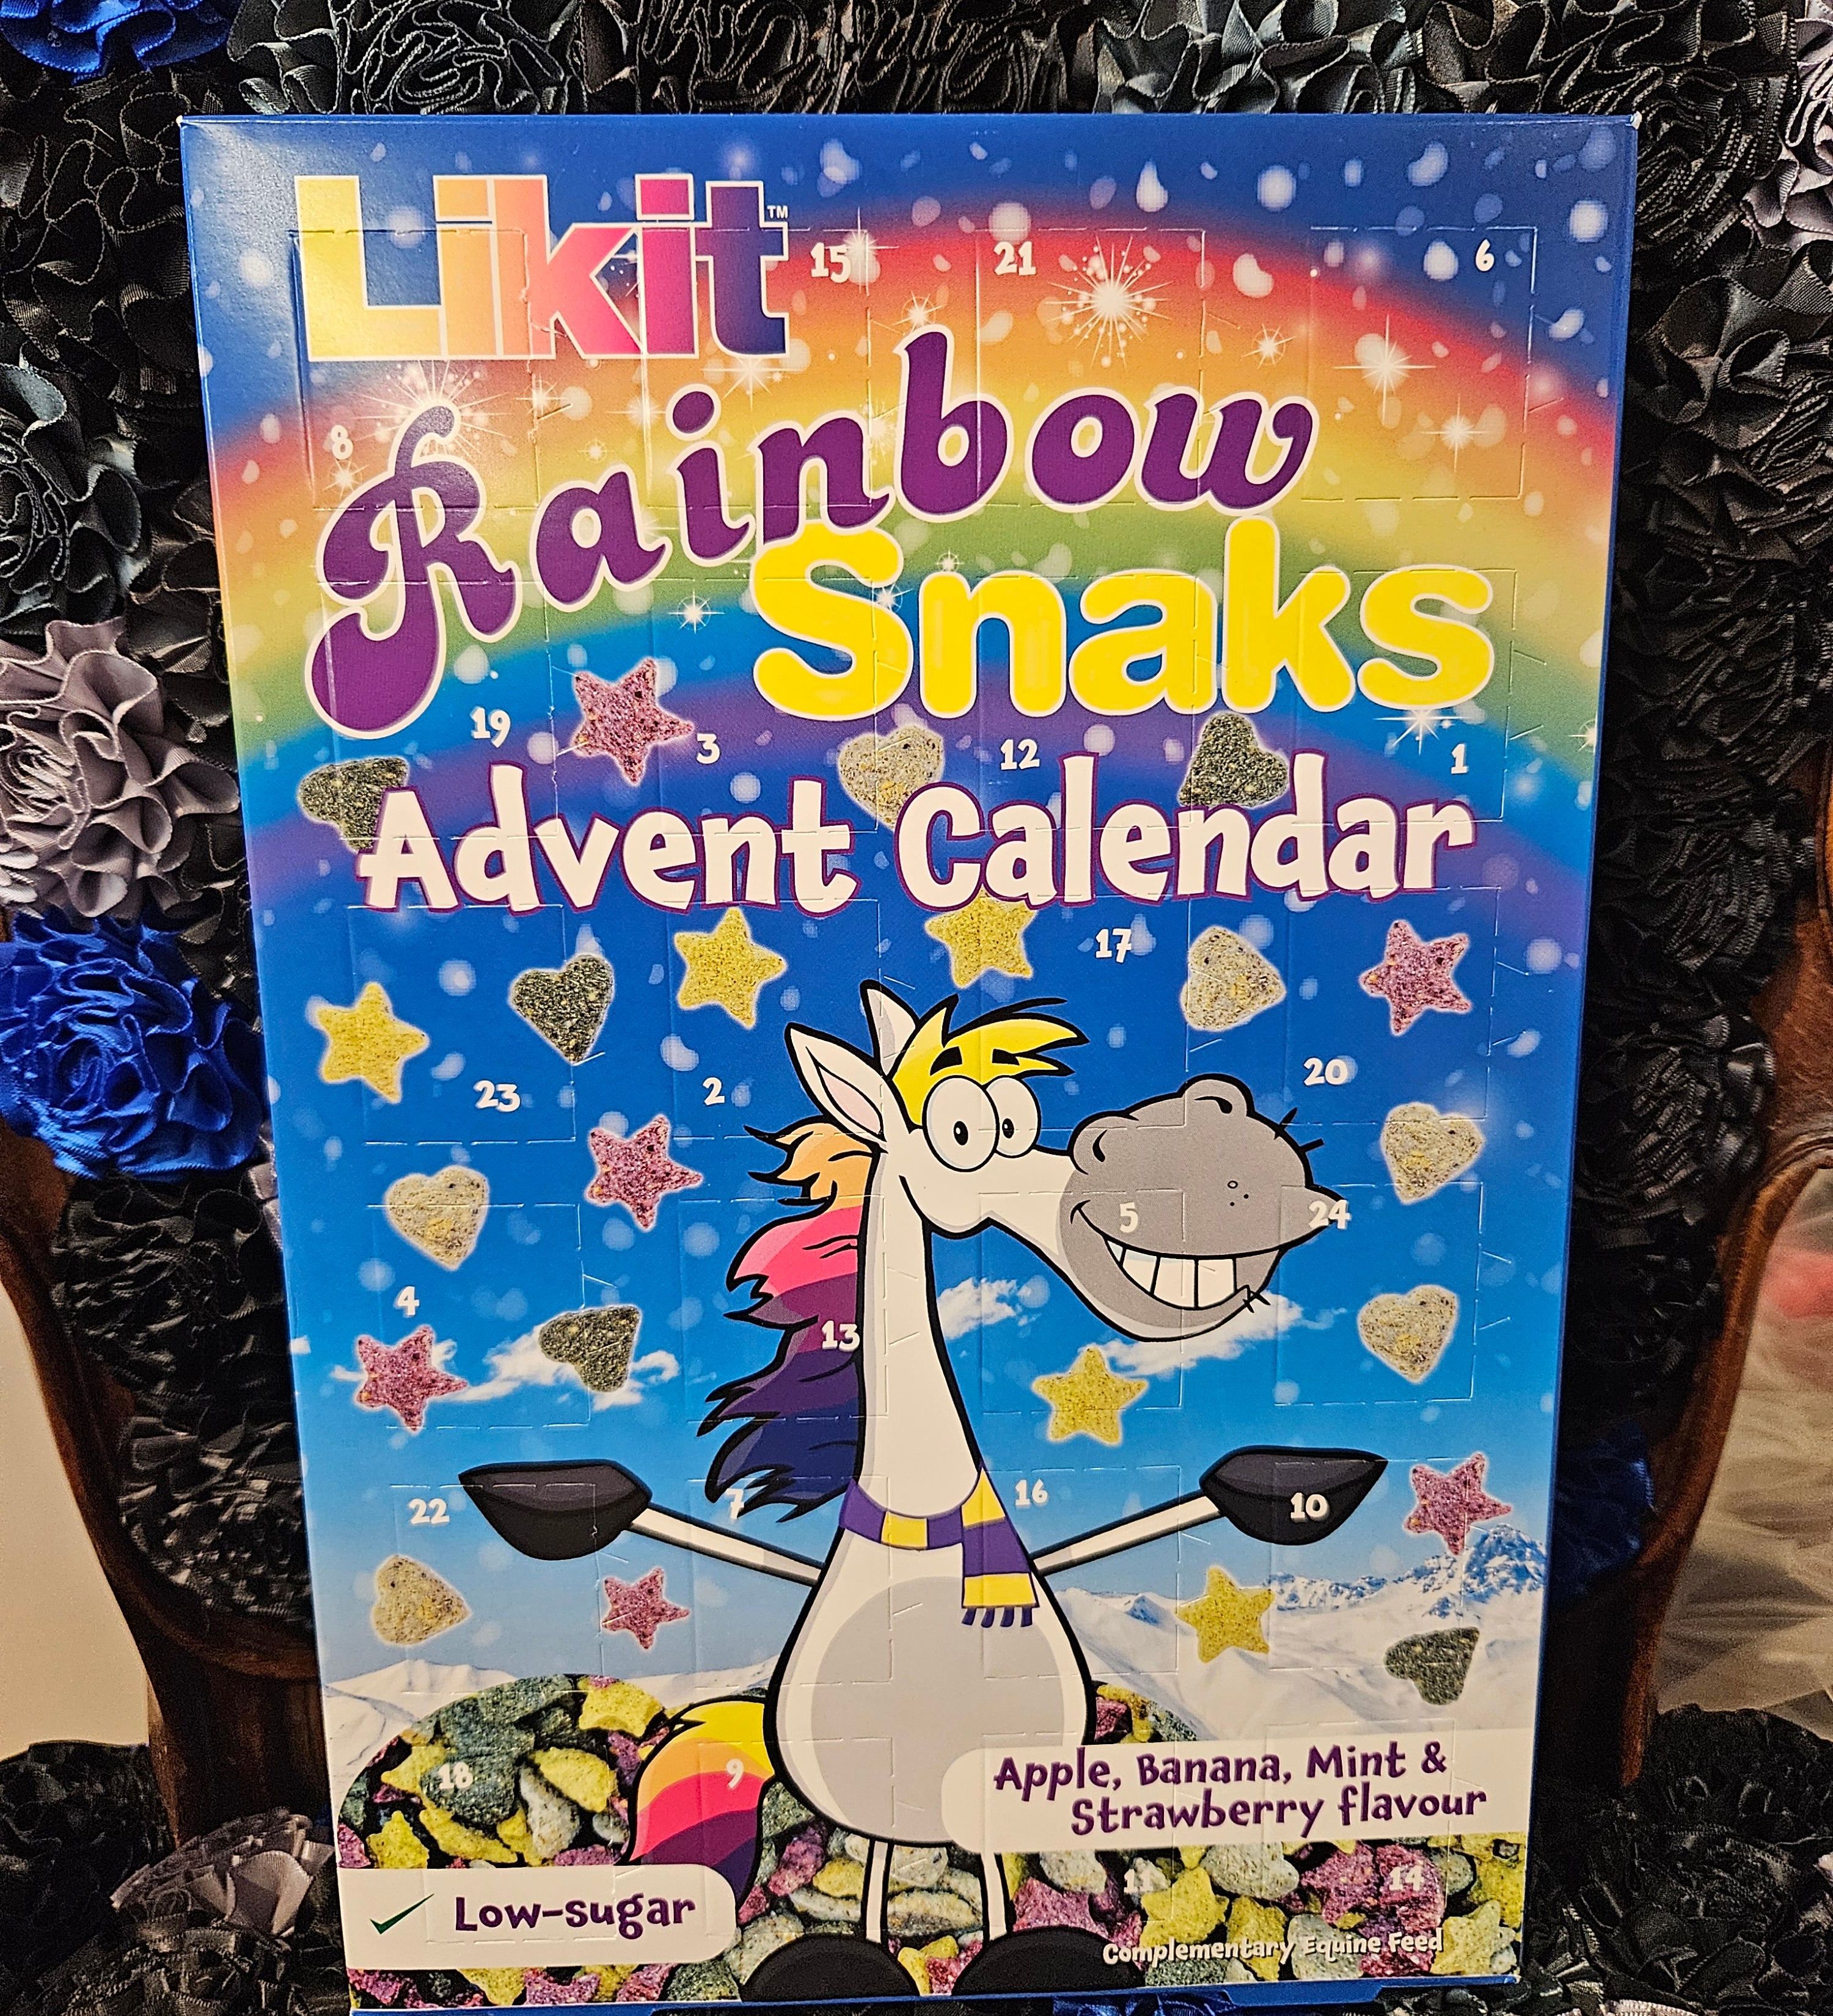 Likit™
15 21 6
8
Rainbow
Snaks
19 3 12 1
Advent Calendar
17
23 2 20
5 24
4 13
22 7 16 10
18 9
Apple, Banana, Mint &
Strawberry flavour
11 14
✓ Low-sugar
Complementary Equine Feed